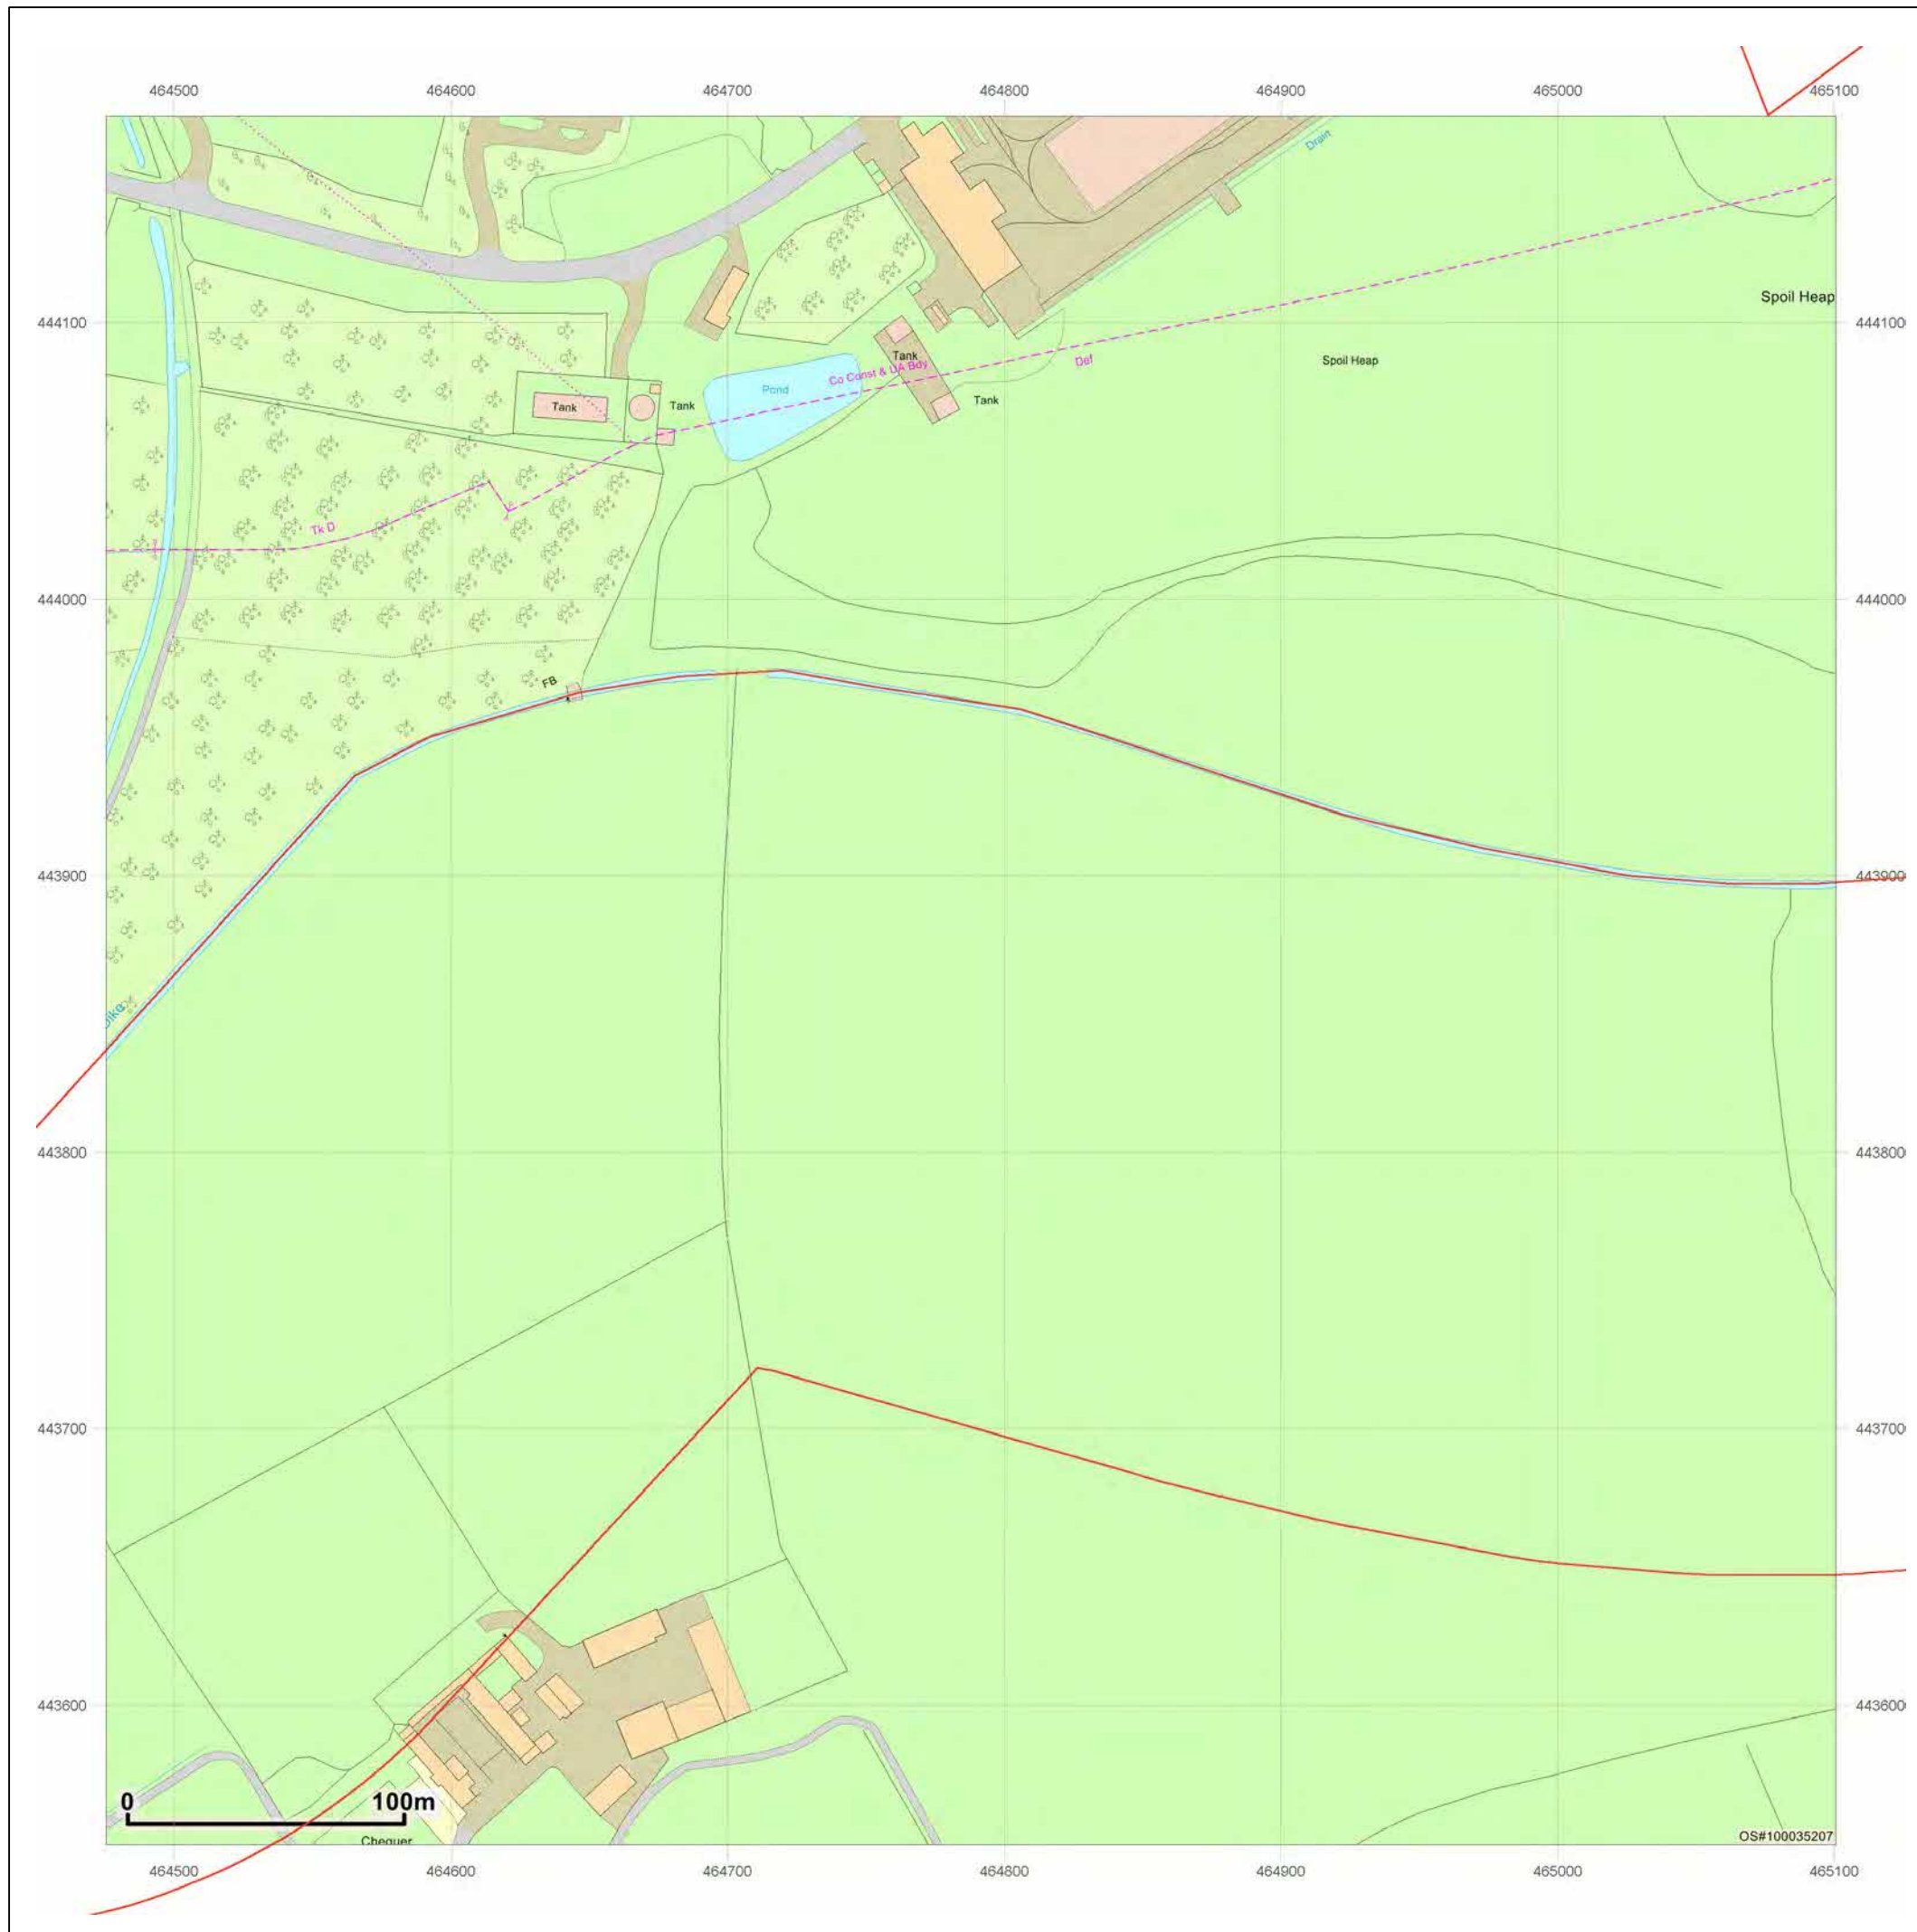 464500 464600 464700 464800 464900 465000 465100
Drain
Spoil Heap
444100 444100
Tank
Def
Spoil Heap
Co Const & UA Bdy
Pond
Tank
Tank
Tank
Tk D
444000 444000
FB
443900 443900
Dike
443800 443800
443700 443700
443600 443600
0 100m
Chequer
OS#100035207
464500 464600 464700 464800 464900 465000 465100